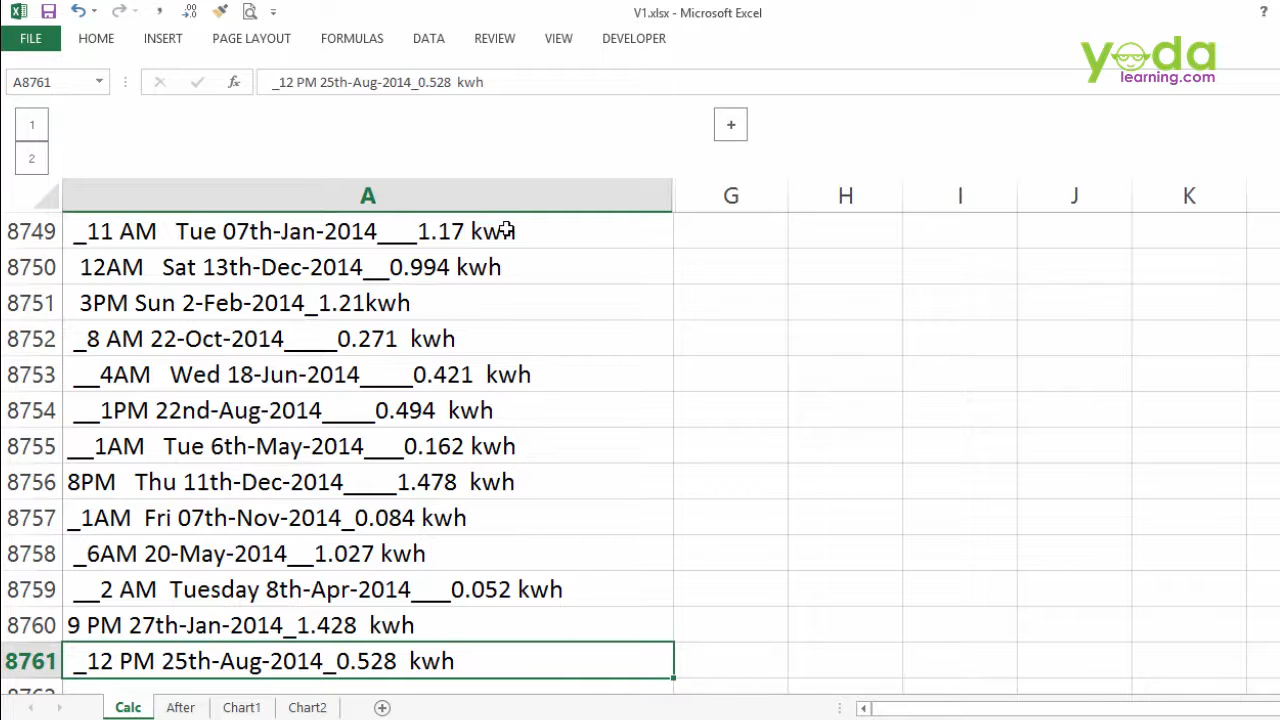 V1.xlsx - Microsoft Excel
?
FILE HOME INSERT PAGE LAYOUT FORMULAS DATA REVIEW VIEW DEVELOPER
yoda
learning.com
A8761 fx _12 PM 25th-Aug-2014_0.528  kwh
1
+
2
A G H I J K
8749 _11 AM   Tue 07th-Jan-2014___1.17 kwh
8750 12AM   Sat 13th-Dec-2014__0.994 kwh
8751 3PM Sun 2-Feb-2014_1.21kwh
8752 _8 AM 22-Oct-2014____0.271  kwh
8753 __4AM   Wed 18-Jun-2014____0.421  kwh
8754 __1PM 22nd-Aug-2014____0.494  kwh
8755 __1AM   Tue 6th-May-2014___0.162 kwh
8756 8PM   Thu 11th-Dec-2014____1.478  kwh
8757 _1AM  Fri 07th-Nov-2014_0.084 kwh
8758 _6AM 20-May-2014__1.027 kwh
8759 __2 AM  Tuesday 8th-Apr-2014___0.052 kwh
8760 9 PM 27th-Jan-2014_1.428  kwh
8761 _12 PM 25th-Aug-2014_0.528  kwh
8762
Calc After Chart1 Chart2